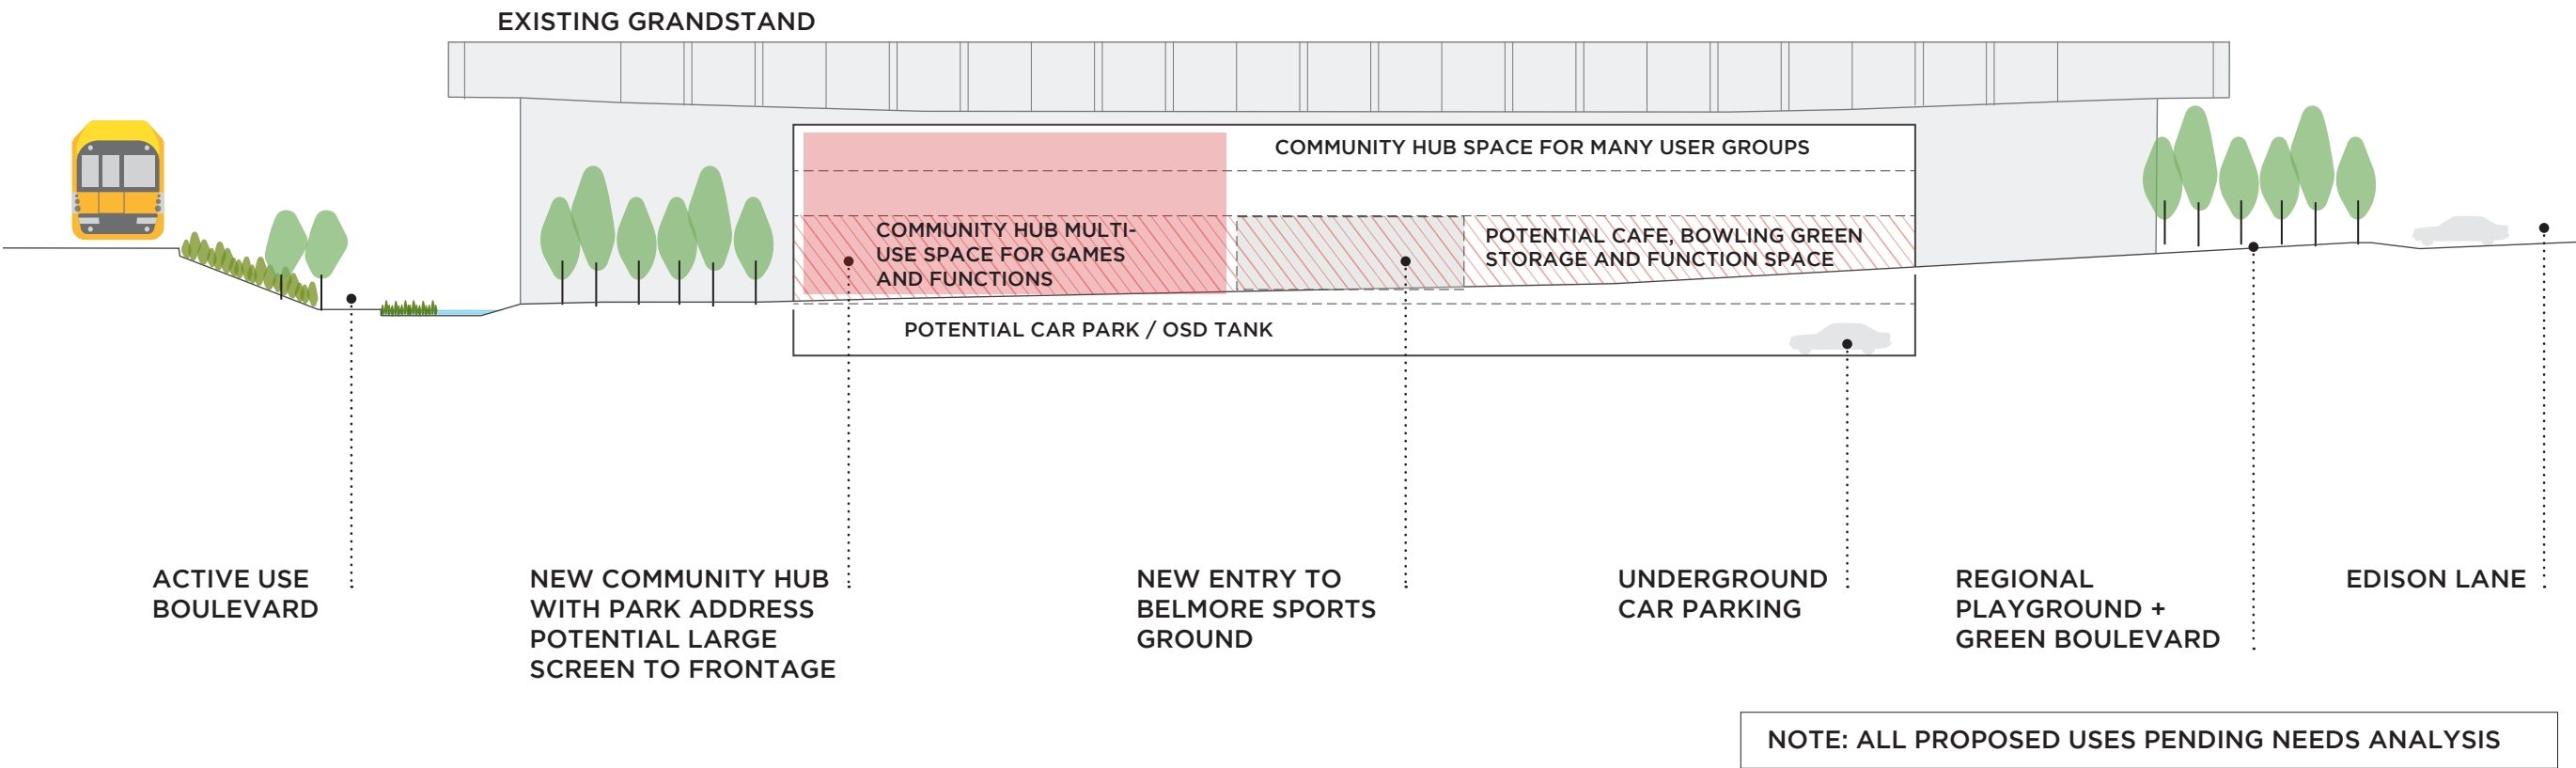 EXISTING GRANDSTAND
COMMUNITY HUB SPACE FOR MANY USER GROUPS
COMMUNITY HUB MULTI-
USE SPACE FOR GAMES
AND FUNCTIONS
POTENTIAL CAFE, BOWLING GREEN
STORAGE AND FUNCTION SPACE
POTENTIAL CAR PARK / OSD TANK
ACTIVE USE
BOULEVARD
NEW COMMUNITY HUB
WITH PARK ADDRESS
POTENTIAL LARGE
SCREEN TO FRONTAGE
NEW ENTRY TO
BELMORE SPORTS
GROUND
UNDERGROUND
CAR PARKING
REGIONAL
PLAYGROUND +
GREEN BOULEVARD
EDISON LANE
NOTE: ALL PROPOSED USES PENDING NEEDS ANALYSIS